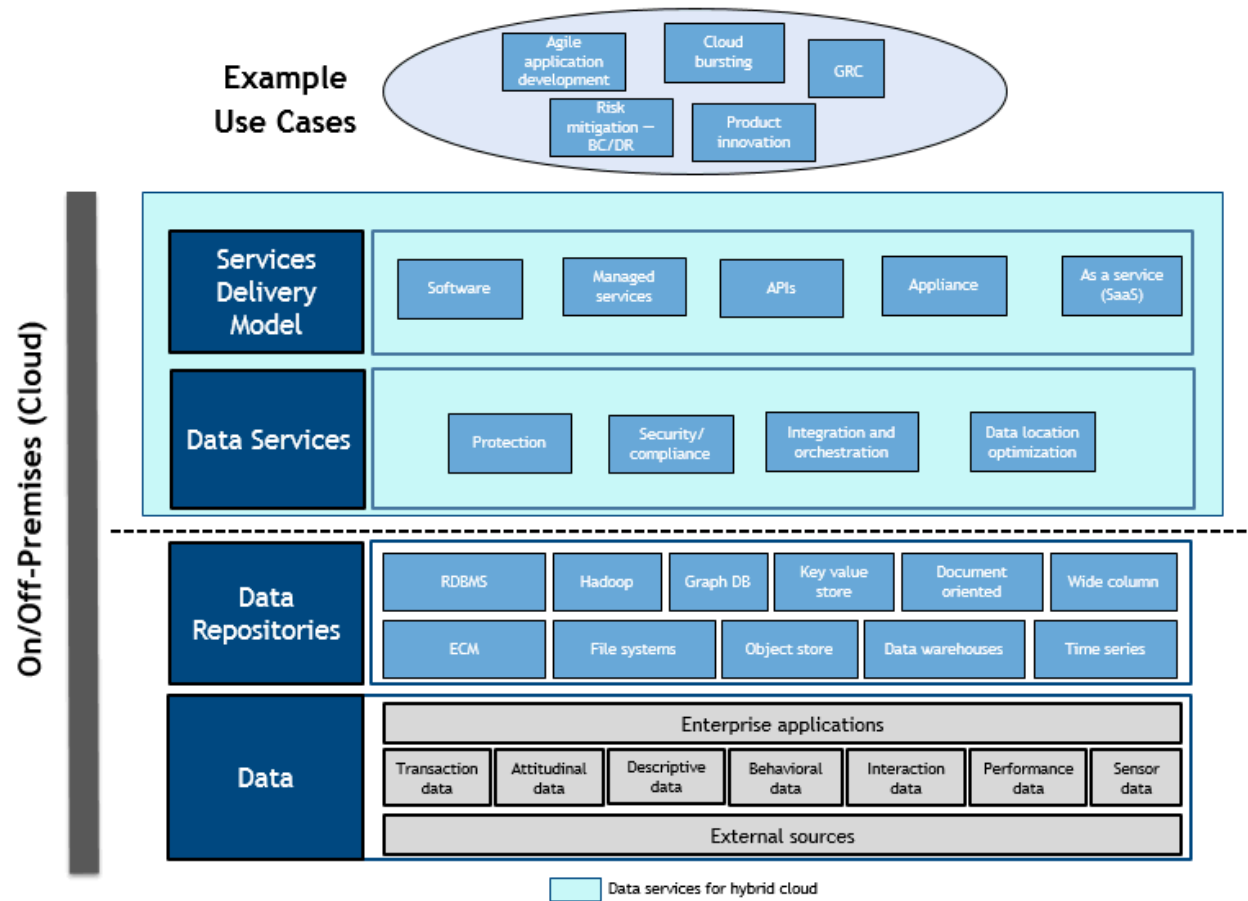 Example
Use Cases
Agile
application
development
Cloud
bursting
GRC
Risk
mitigation —
BC/DR
Product
innovation
On/Off-Premises (Cloud)
Services
Delivery
Model
Software
Managed
services
APIs
Appliance
As a service
(SaaS)
Data Services
Protection
Security/
compliance
Integration and
orchestration
Data location
optimization
Data
Repositories
RDBMS
Hadoop
Graph DB
Key value
store
Document
oriented
Wide column
ECM
File systems
Object store
Data warehouses
Time series
Data
Enterprise applications
Transaction
data
Attitudinal
data
Descriptive
data
Behavioral
data
Interaction
data
Performance
data
Sensor
data
External sources
Data services for hybrid cloud